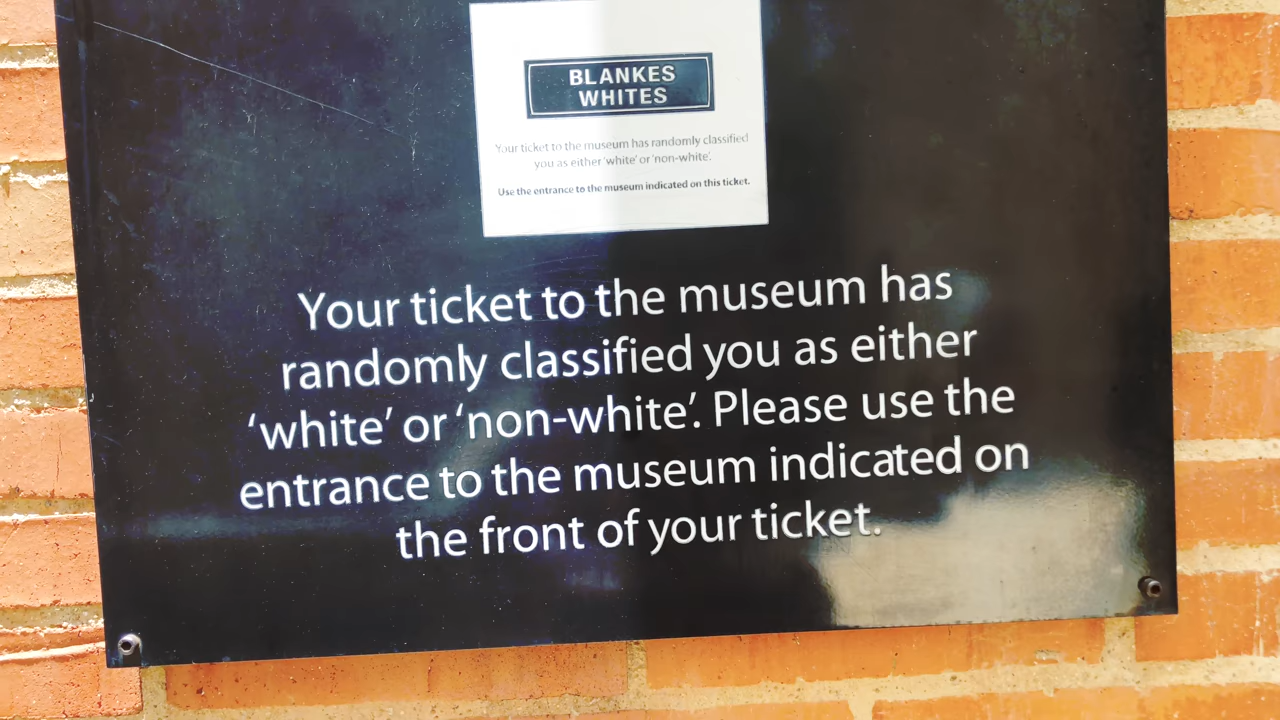 BLANKES
WHITES
Your ticket to the museum has randomly classified
you as either 'white' or 'non-white'.
Use the entrance to the museum indicated on this ticket.
Your ticket to the museum has
randomly classified you as either
‘white’ or ‘non-white’. Please use the
entrance to the museum indicated on
the front of your ticket.